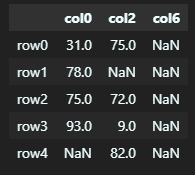 col0 col2 col6
row0 31.0 75.0 NaN
row1 78.0 NaN NaN
row2 75.0 72.0 NaN
row3 93.0 9.0 NaN
row4 NaN 82.0 NaN